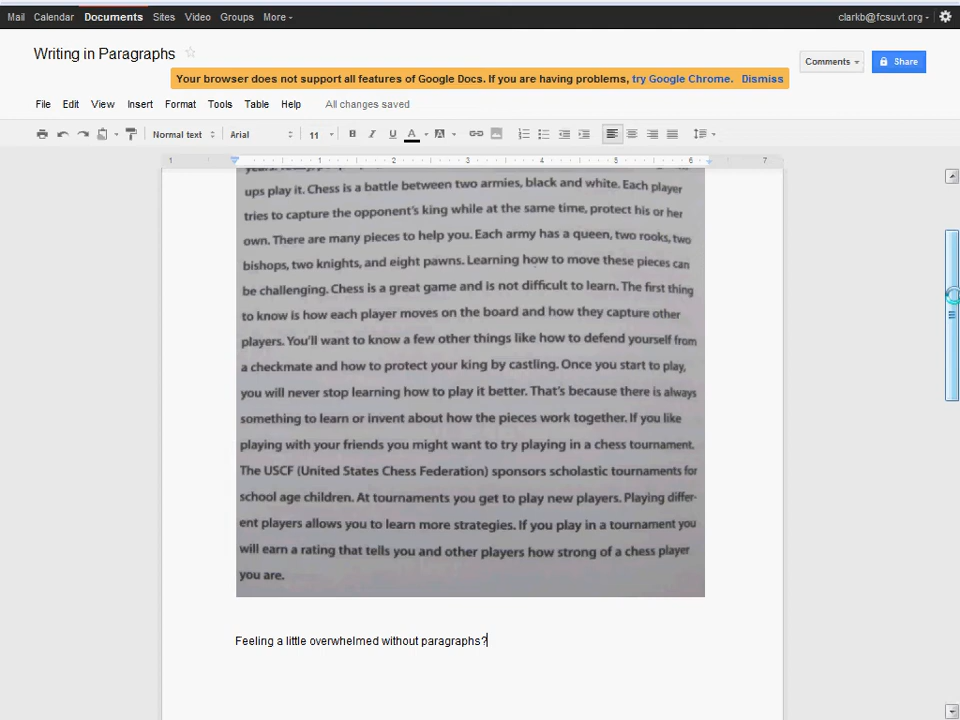 Mail Calendar Documents Sites Video Groups More
clarkb@fcsuvt.org
Writing in Paragraphs
Comments
Share
Your browser does not support all features of Google Docs. If you are having problems, try Google Chrome. Dismiss
File Edit View Insert Format Tools Table Help All changes saved
Normal text Arial 11 B I U A A
1 1 2 3 4 5 6 7
ups play it. Chess is a battle between two armies, black and white. Each player
tries to capture the opponent's king while at the same time, protect his or her
own. There are many pieces to help you. Each army has a queen, two rooks, two
bishops, two knights, and eight pawns. Learning how to move these pieces can
be challenging. Chess is a great game and is not difficult to learn. The first thing
to know is how each player moves on the board and how they capture other
players. You'll want to know a few other things like how to defend yourself from
a checkmate and how to protect your king by castling. Once you start to play,
you will never stop learning how to play it better. That's because there is always
something to learn or invent about how the pieces work together. If you like
playing with your friends you might want to try playing in a chess tournament.
The USCF (United States Chess Federation) sponsors scholastic tournaments for
school age children. At tournaments you get to play new players. Playing differ-
ent players allows you to learn more strategies. If you play in a tournament you
will earn a rating that tells you and other players how strong of a chess player
you are.
Feeling a little overwhelmed without paragraphs?